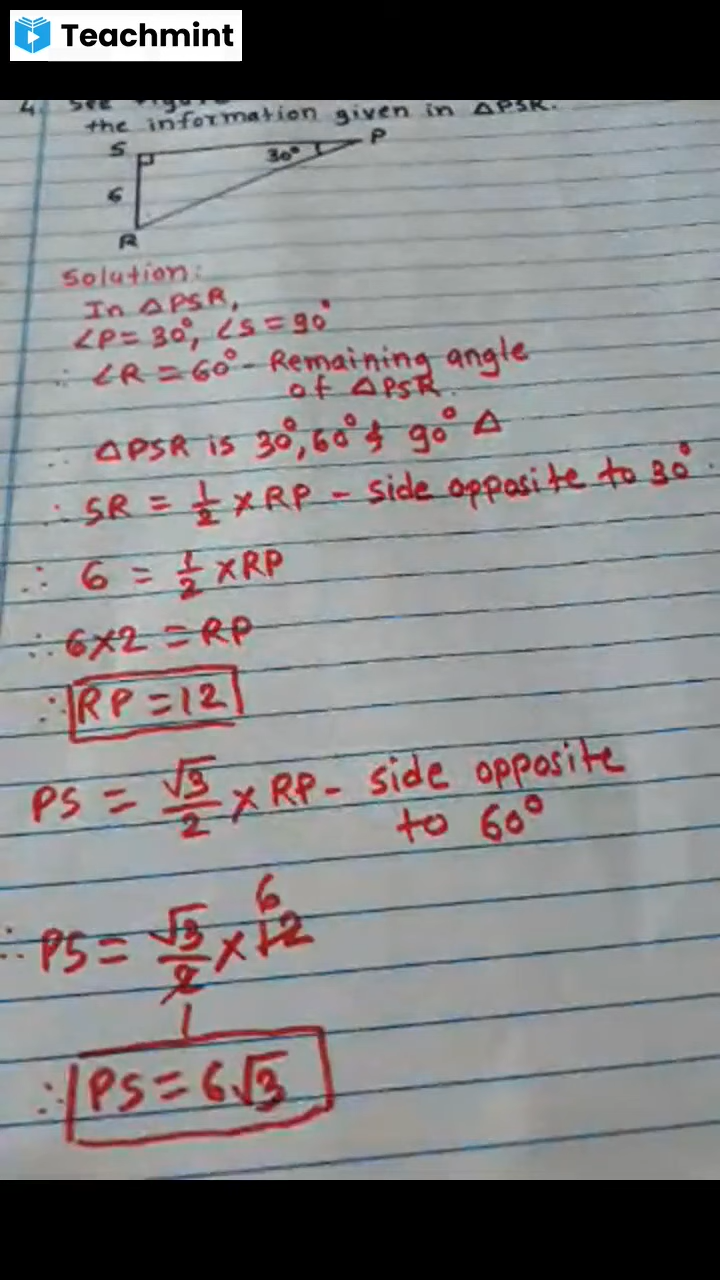 Teachmint
4. See
the information given in △PSR.
S
P
30°
6
R
Solution:
In △PSR,
∠P = 30°, ∠S = 90°
∴ ∠R = 60° - Remaining angle
of △PSR.
∴ △PSR is 30°, 60° & 90° △
∴ SR = 1/2 × RP - side opposite to 30°.
∴ 6 = 1/2 × RP
∴ 6×2 = RP
∴ RP = 12
PS = √3/2 × RP - side opposite
to 60°
6
∴ PS = √3/2 × 12
1
∴ PS = 6√3